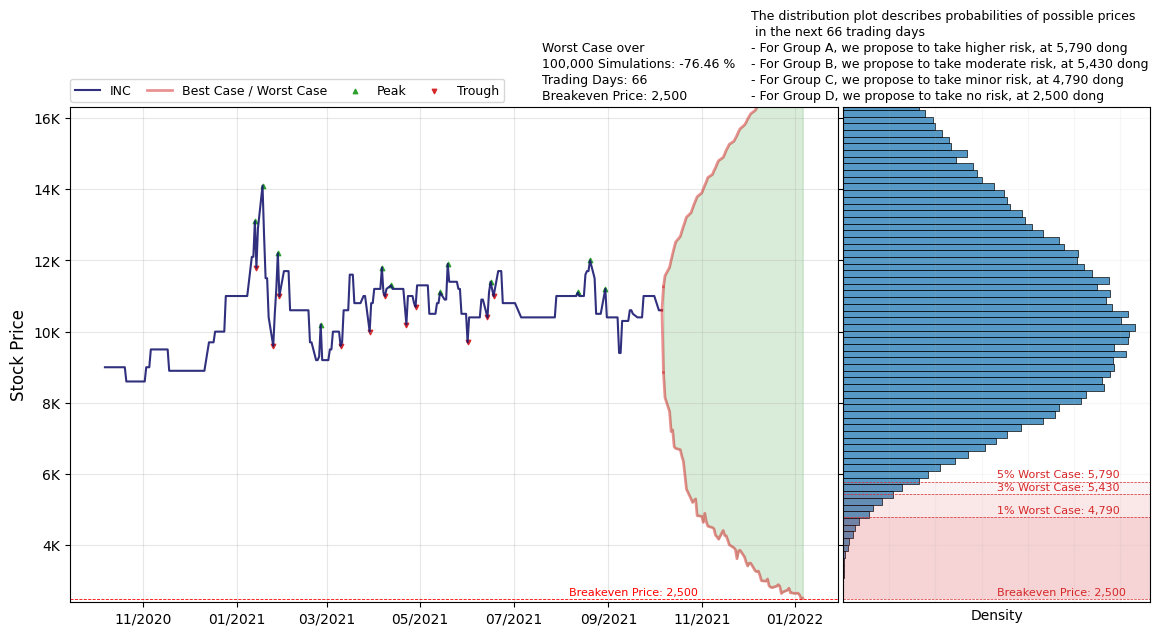 The distribution plot describes probabilities of possible prices
in the next 66 trading days
- For Group A, we propose to take higher risk, at 5,790 dong
- For Group B, we propose to take moderate risk, at 5,430 dong
- For Group C, we propose to take minor risk, at 4,790 dong
- For Group D, we propose to take no risk, at 2,500 dong
Worst Case over
100,000 Simulations: -76.46 %
Trading Days: 66
Breakeven Price: 2,500
INC
Best Case / Worst Case
Peak
Trough
Stock Price
16K
14K
12K
10K
8K
6K
4K
11/2020
01/2021
03/2021
05/2021
07/2021
09/2021
11/2021
01/2022
Breakeven Price: 2,500
5% Worst Case: 5,790
3% Worst Case: 5,430
1% Worst Case: 4,790
Breakeven Price: 2,500
Density